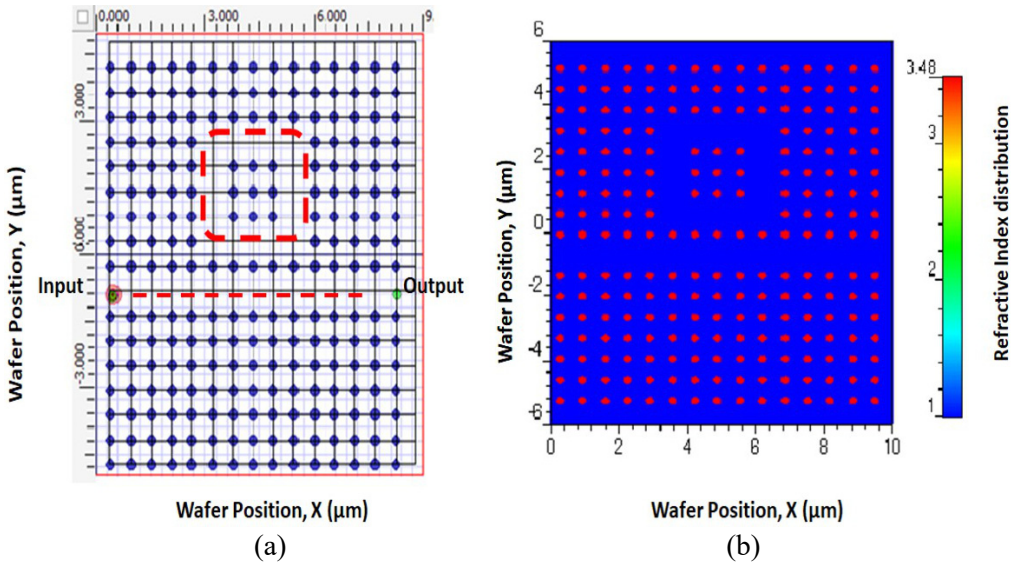 0.000 3.000 6.000 9.
3.000
0.000
-3.000
Wafer Position, Y (µm)
Input
Output
Wafer Position, X (µm)
(a)
6
4
2
0
-2
-4
-6
0 2 4 6 8 10
Wafer Position, Y (µm)
Wafer Position, X (µm)
(b)
3.48
3
2
1
Refractive Index distribution